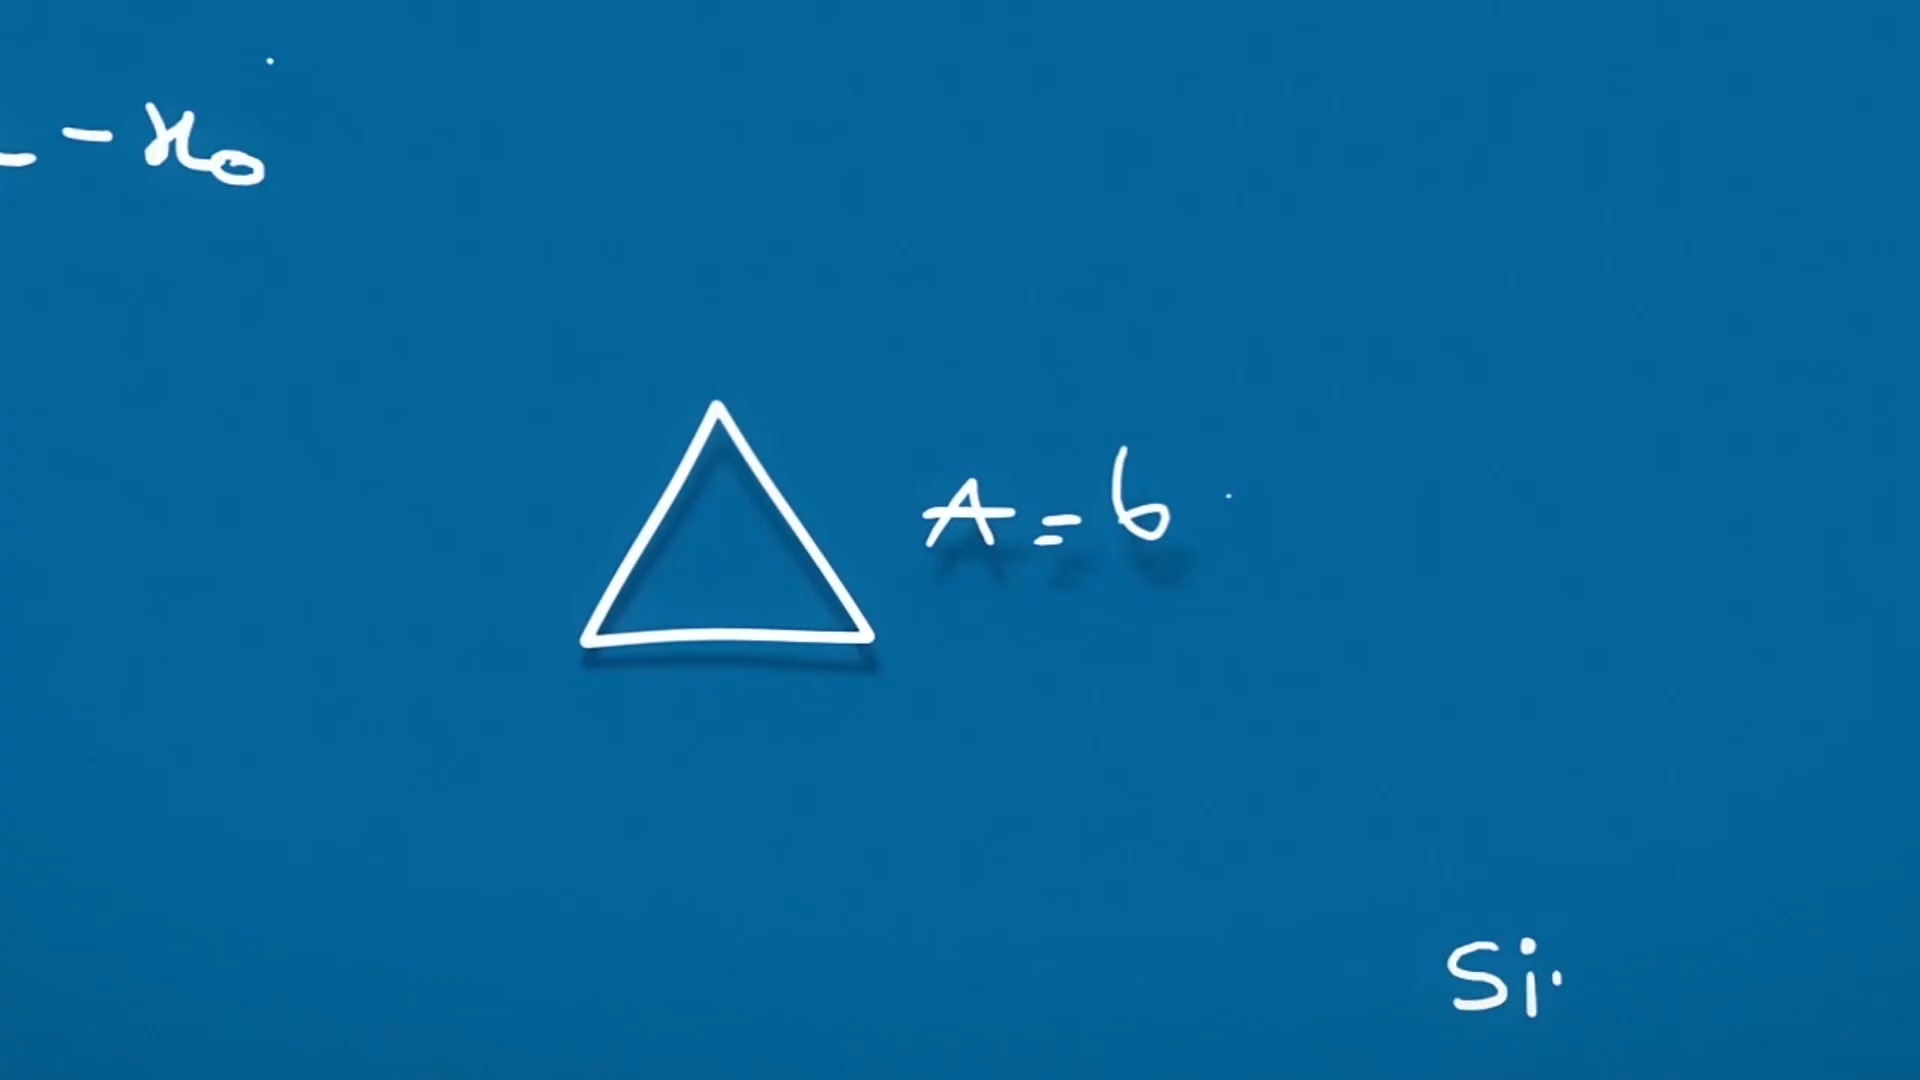 - x₀
A = 6
Si